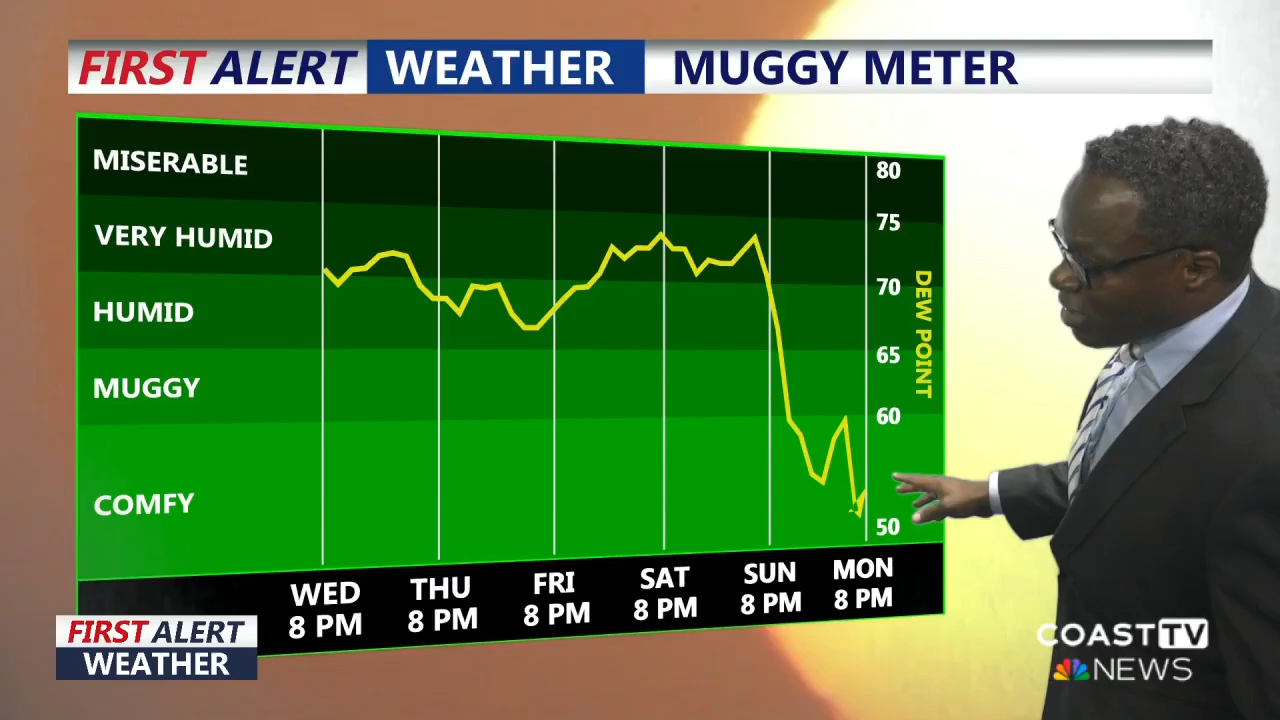 FIRST ALERT WEATHER MUGGY METER
MISERABLE
VERY HUMID
HUMID
MUGGY
COMFY
80
75
70
65
60
50
DEW POINT
WED THU FRI SAT SUN MON
8 PM 8 PM 8 PM 8 PM 8 PM 8 PM
FIRST ALERT
WEATHER
COAST TV
NEWS